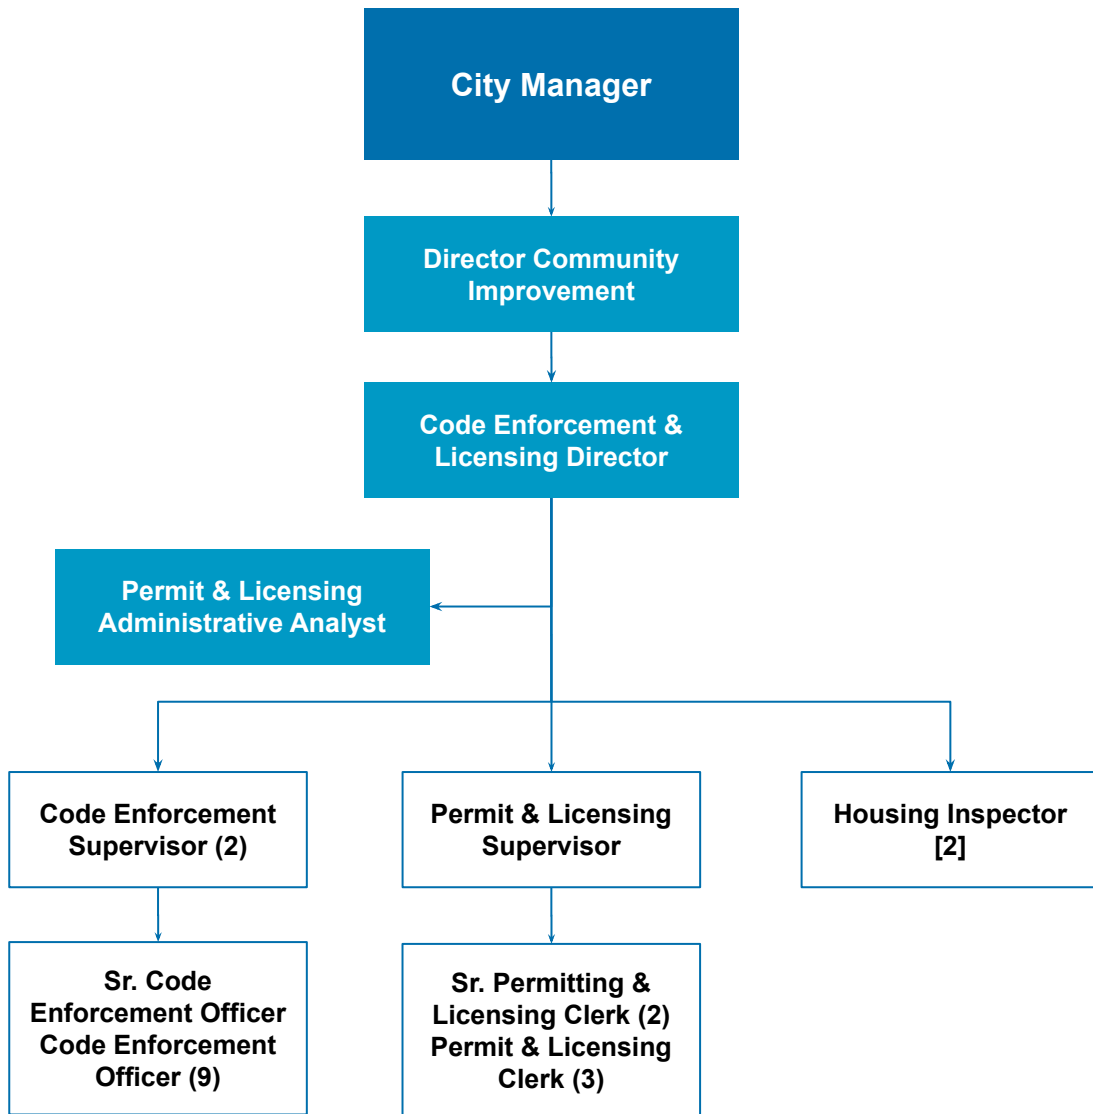 City Manager
Director Community
Improvement
Code Enforcement &
Licensing Director
Permit & Licensing
Administrative Analyst
Code Enforcement
Supervisor (2)
Permit & Licensing
Supervisor
Housing Inspector
[2]
Sr. Code
Enforcement Officer
Code Enforcement
Officer (9)
Sr. Permitting &
Licensing Clerk (2)
Permit & Licensing
Clerk (3)